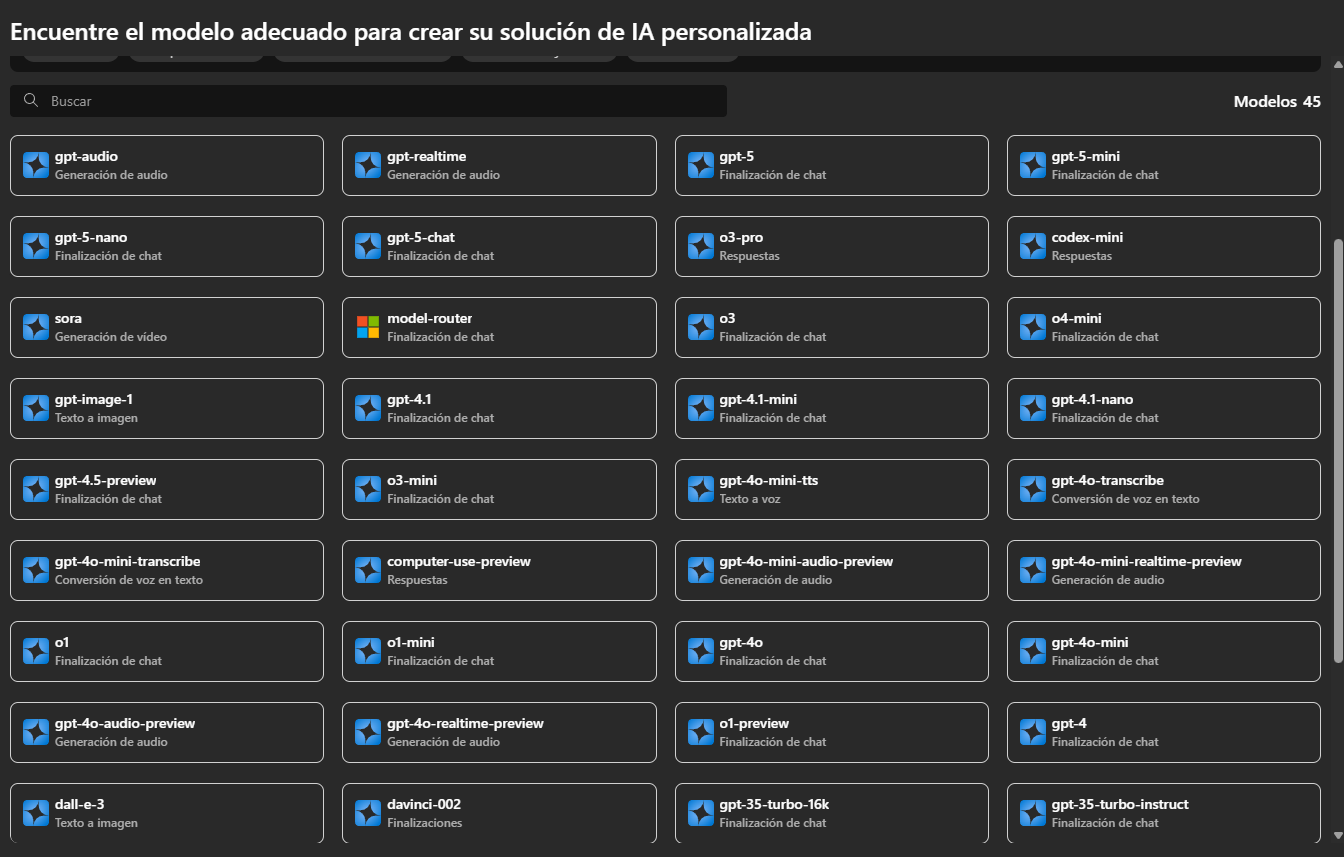 Encuentre el modelo adecuado para crear su solución de IA personalizada
Buscar
Modelos 45
gpt-audio
Generación de audio
gpt-realtime
Generación de audio
gpt-5
Finalización de chat
gpt-5-mini
Finalización de chat
gpt-5-nano
Finalización de chat
gpt-5-chat
Finalización de chat
o3-pro
Respuestas
codex-mini
Respuestas
sora
Generación de vídeo
model-router
Finalización de chat
o3
Finalización de chat
o4-mini
Finalización de chat
gpt-image-1
Texto a imagen
gpt-4.1
Finalización de chat
gpt-4.1-mini
Finalización de chat
gpt-4.1-nano
Finalización de chat
gpt-4.5-preview
Finalización de chat
o3-mini
Finalización de chat
gpt-4o-mini-tts
Texto a voz
gpt-4o-transcribe
Conversión de voz en texto
gpt-4o-mini-transcribe
Conversión de voz en texto
computer-use-preview
Respuestas
gpt-4o-mini-audio-preview
Generación de audio
gpt-4o-mini-realtime-preview
Generación de audio
o1
Finalización de chat
o1-mini
Finalización de chat
gpt-4o
Finalización de chat
gpt-4o-mini
Finalización de chat
gpt-4o-audio-preview
Generación de audio
gpt-4o-realtime-preview
Generación de audio
o1-preview
Finalización de chat
gpt-4
Finalización de chat
dall-e-3
Texto a imagen
davinci-002
Finalizaciones
gpt-35-turbo-16k
Finalización de chat
gpt-35-turbo-instruct
Finalización de chat